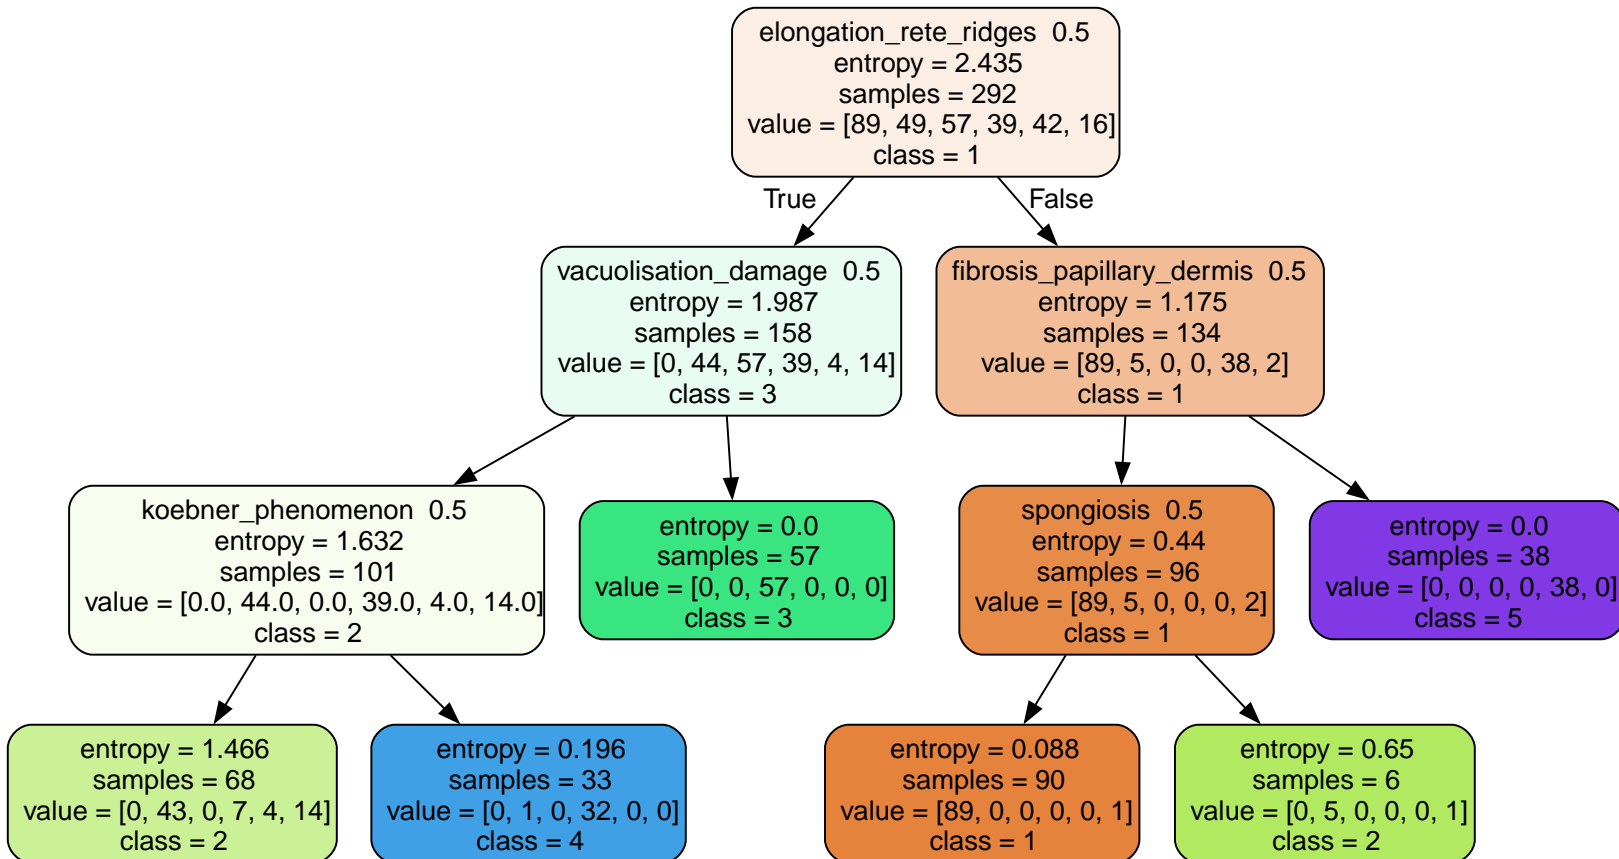 elongation_rete_ridges  0.5
entropy = 2.435
samples = 292
value = [89, 49, 57, 39, 42, 16]
class = 1
True
False
vacuolisation_damage  0.5
entropy = 1.987
samples = 158
value = [0, 44, 57, 39, 4, 14]
class = 3
fibrosis_papillary_dermis  0.5
entropy = 1.175
samples = 134
value = [89, 5, 0, 0, 38, 2]
class = 1
koebner_phenomenon  0.5
entropy = 1.632
samples = 101
value = [0.0, 44.0, 0.0, 39.0, 4.0, 14.0]
class = 2
entropy = 0.0
samples = 57
value = [0, 0, 57, 0, 0, 0]
class = 3
spongiosis  0.5
entropy = 0.44
samples = 96
value = [89, 5, 0, 0, 0, 2]
class = 1
entropy = 0.0
samples = 38
value = [0, 0, 0, 0, 38, 0]
class = 5
entropy = 1.466
samples = 68
value = [0, 43, 0, 7, 4, 14]
class = 2
entropy = 0.196
samples = 33
value = [0, 1, 0, 32, 0, 0]
class = 4
entropy = 0.088
samples = 90
value = [89, 0, 0, 0, 0, 1]
class = 1
entropy = 0.65
samples = 6
value = [0, 5, 0, 0, 0, 1]
class = 2